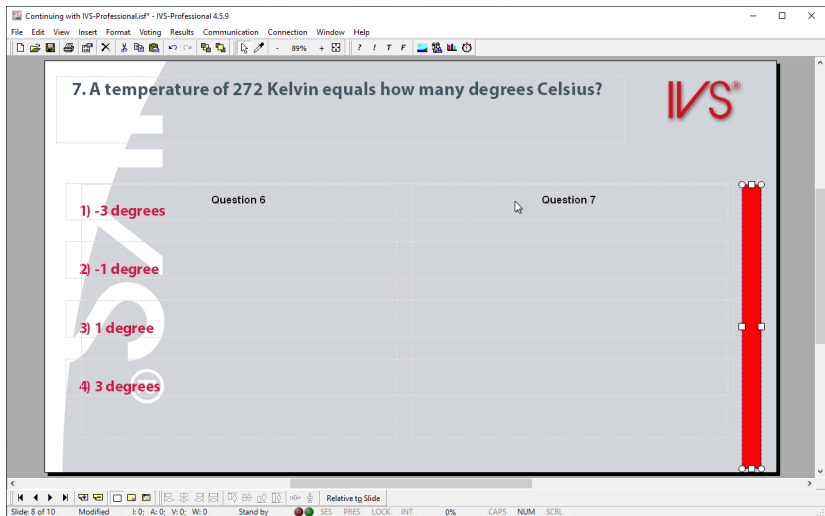 Continuing with IVS-Professional.isf* - IVS-Professional 4.5.9
File Edit View Insert Format Voting Results Communication Connection Window Help
- 89% + ? ! T F
7. A temperature of 272 Kelvin equals how many degrees Celsius?
IVS®
Question 6 Question 7
1) -3 degrees
2) -1 degree
3) 1 degree
4) 3 degrees
IVS®
Relative to Slide
Slide: 8 of 10 Modified I: 0; A: 0; V: 0; W: 0 Stand by SES PRES LOCK INT 0% CAPS NUM SCRL